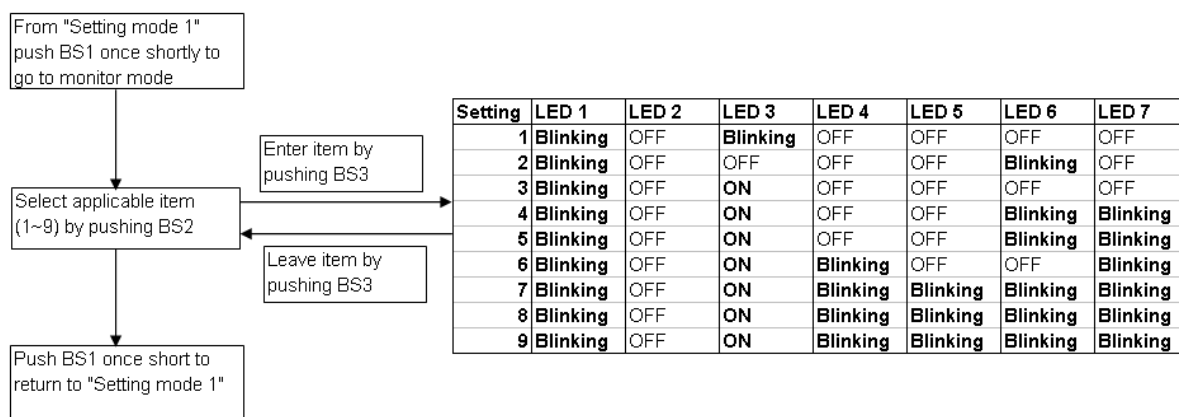 From "Setting mode 1"
push BS1 once shortly to
go to monitor mode
Enter item by
pushing BS3
Select applicable item
(1~9) by pushing BS2
Leave item by
pushing BS3
Push BS1 once short to
return to "Setting mode 1"
Setting LED 1 LED 2 LED 3 LED 4 LED 5 LED 6 LED 7
1 Blinking OFF Blinking OFF OFF OFF OFF
2 Blinking OFF OFF OFF OFF Blinking OFF
3 Blinking OFF ON OFF OFF OFF OFF
4 Blinking OFF ON OFF OFF Blinking Blinking
5 Blinking OFF ON OFF OFF Blinking Blinking
6 Blinking OFF ON Blinking OFF OFF Blinking
7 Blinking OFF ON Blinking Blinking Blinking Blinking
8 Blinking OFF ON Blinking Blinking Blinking Blinking
9 Blinking OFF ON Blinking Blinking Blinking Blinking